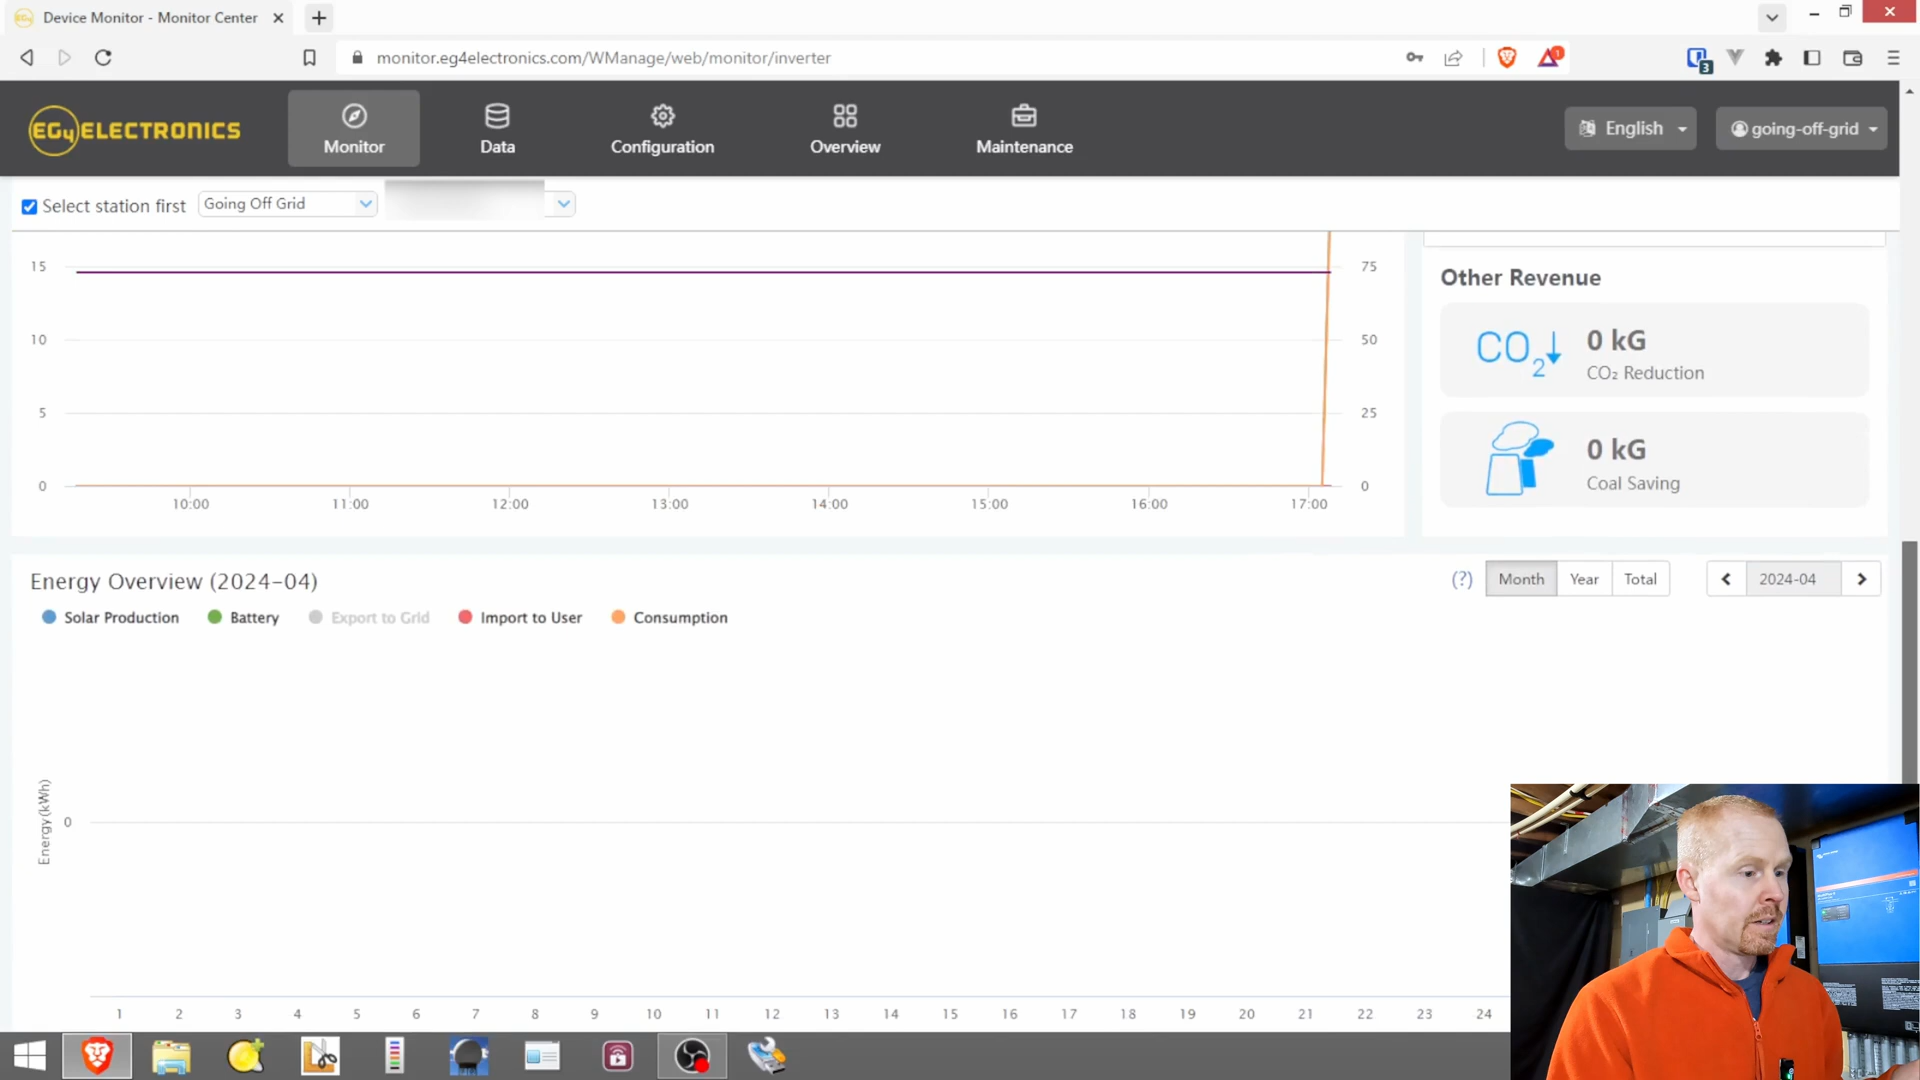 Device Monitor - Monitor Center
monitor.eg4electronics.com/WManage/web/monitor/inverter
1
3
EG4 ELECTRONICS
Monitor
Data
Configuration
Overview
Maintenance
English
going-off-grid
Select station first
Going Off Grid
15
10
5
0
75
50
25
0
10:00
11:00
12:00
13:00
14:00
15:00
16:00
17:00
Other Revenue
CO2
0 kG
CO₂ Reduction
0 kG
Coal Saving
Energy Overview (2024-04)
(?)
Month
Year
Total
2024-04
Solar Production
Battery
Export to Grid
Import to User
Consumption
Energy(kWh)
0
1 2 3 4 5 6 7 8 9 10 11 12 13 14 15 16 17 18 19 20 21 22 23 24